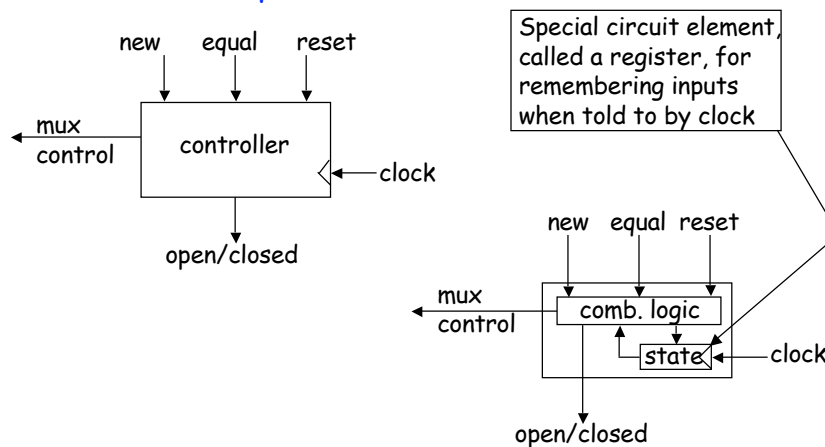 new equal reset
mux
control
controller
clock
open/closed
Special circuit element,
called a register, for
remembering inputs
when told to by clock
new equal reset
mux
control
comb. logic
state
clock
open/closed